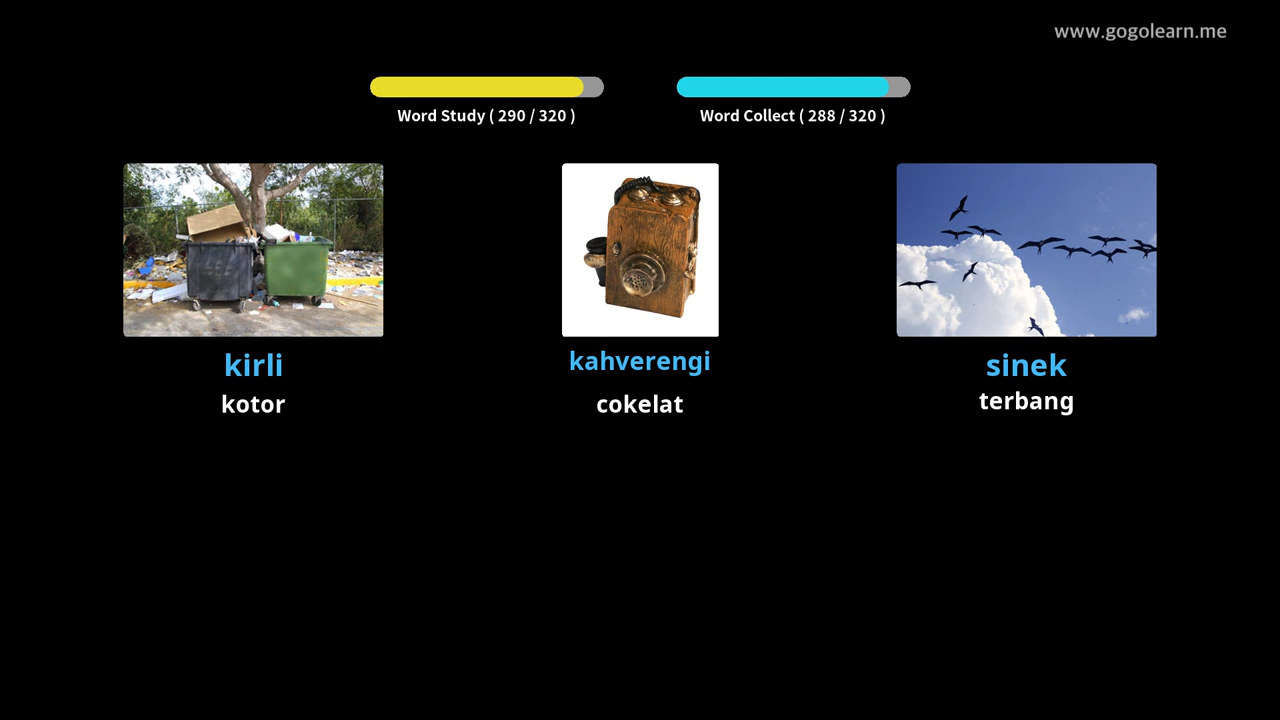 www.gogolearn.me
Word Study ( 290 / 320 )
Word Collect ( 288 / 320 )
kirli
kotor
kahverengi
cokelat
sinek
terbang